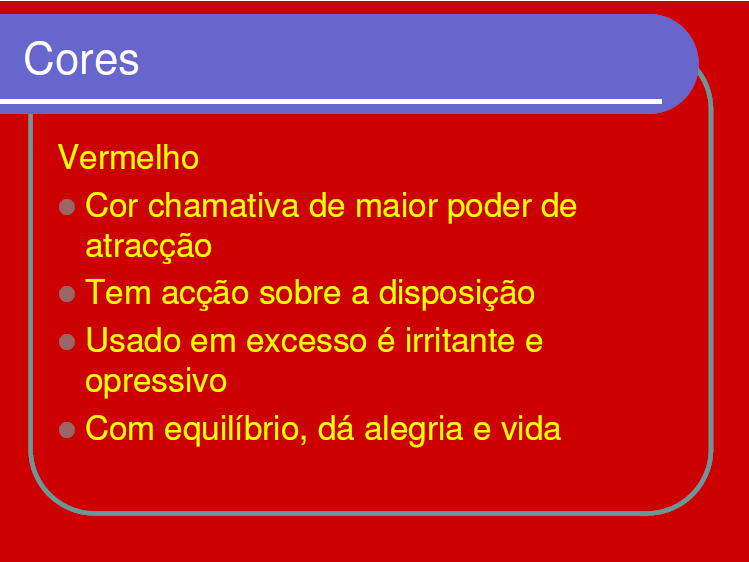 Cores
Vermelho
Cor chamativa de maior poder de
atracção
Tem acção sobre a disposição
Usado em excesso é irritante e
opressivo
Com equilíbrio, dá alegria e vida